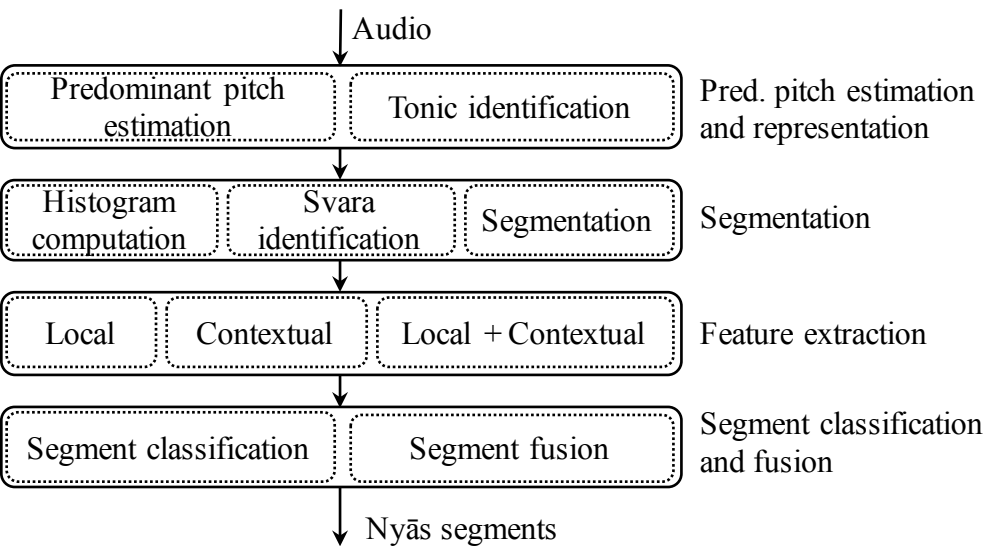 Audio
Predominant pitch
estimation
Tonic identification
Pred. pitch estimation
and representation
Histogram
computation
Svara
identification
Segmentation
Segmentation
Local
Contextual
Local + Contextual
Feature extraction
Segment classification
Segment fusion
Segment classification
and fusion
Nyās segments